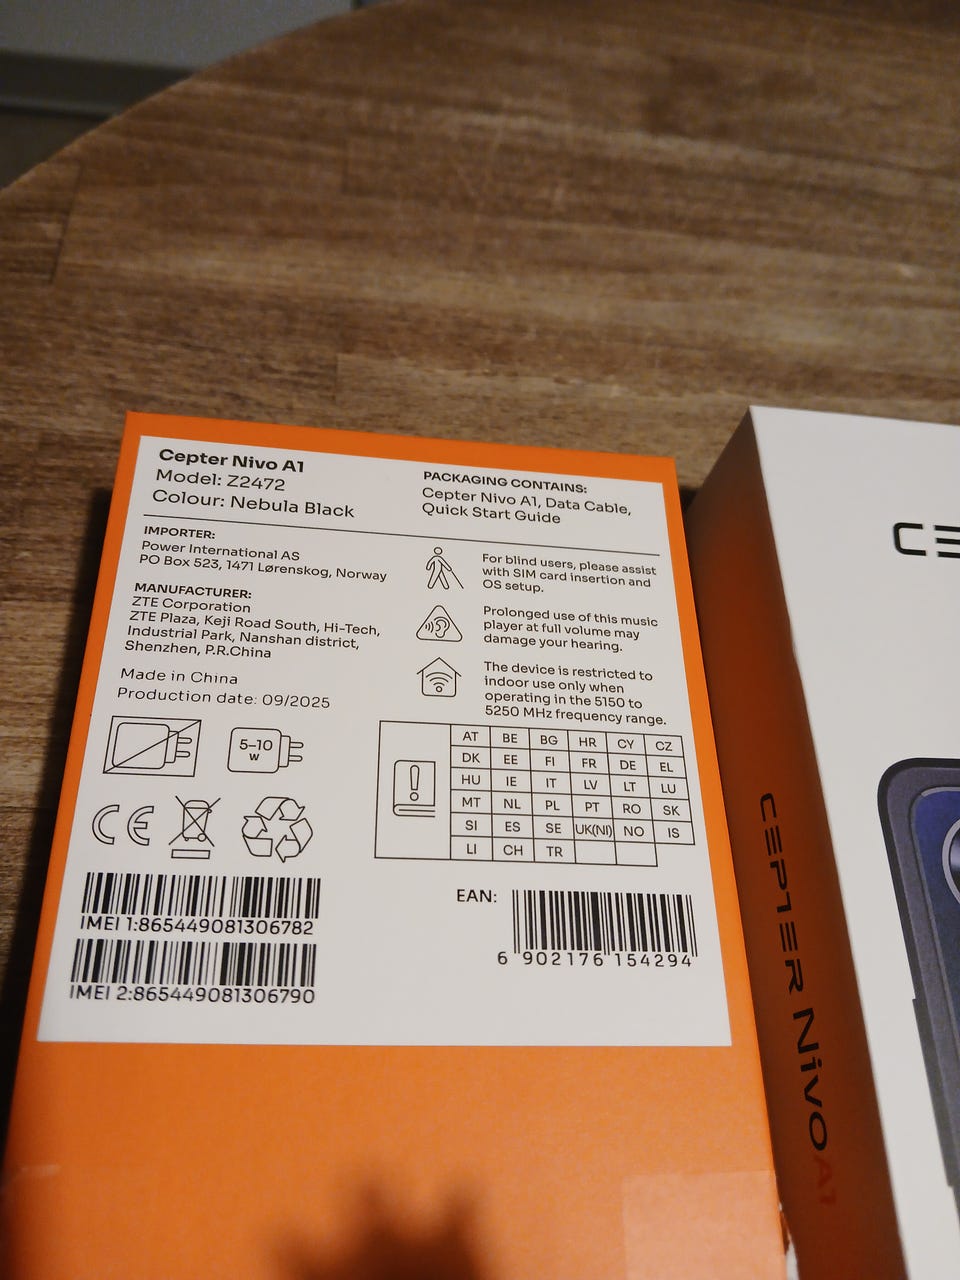 Cepter Nivo A1
Model: Z2472
Colour: Nebula Black
PACKAGING CONTAINS:
Cepter Nivo A1, Data Cable,
Quick Start Guide
IMPORTER:
Power International AS
PO Box 523, 1471 Lørenskog, Norway
MANUFACTURER:
ZTE Corporation
ZTE Plaza, Keji Road South, Hi-Tech,
Industrial Park, Nanshan district,
Shenzhen, P.R.China
Made in China
Production date: 09/2025
For blind users, please assist
with SIM card insertion and
OS setup.
Prolonged use of this music
player at full volume may
damage your hearing.
The device is restricted to
indoor use only when
operating in the 5150 to
5250 MHz frequency range.
5–10
W
CE
AT BE BG HR CY CZ
DK EE FI FR DE EL
HU IE IT LV LT LU
MT NL PL PT RO SK
SI ES SE UK(NI) NO IS
LI CH TR
IMEI 1:865449081306782
IMEI 2:865449081306790
EAN:
6 902176 154294
CEPTER NiVO A1
CE